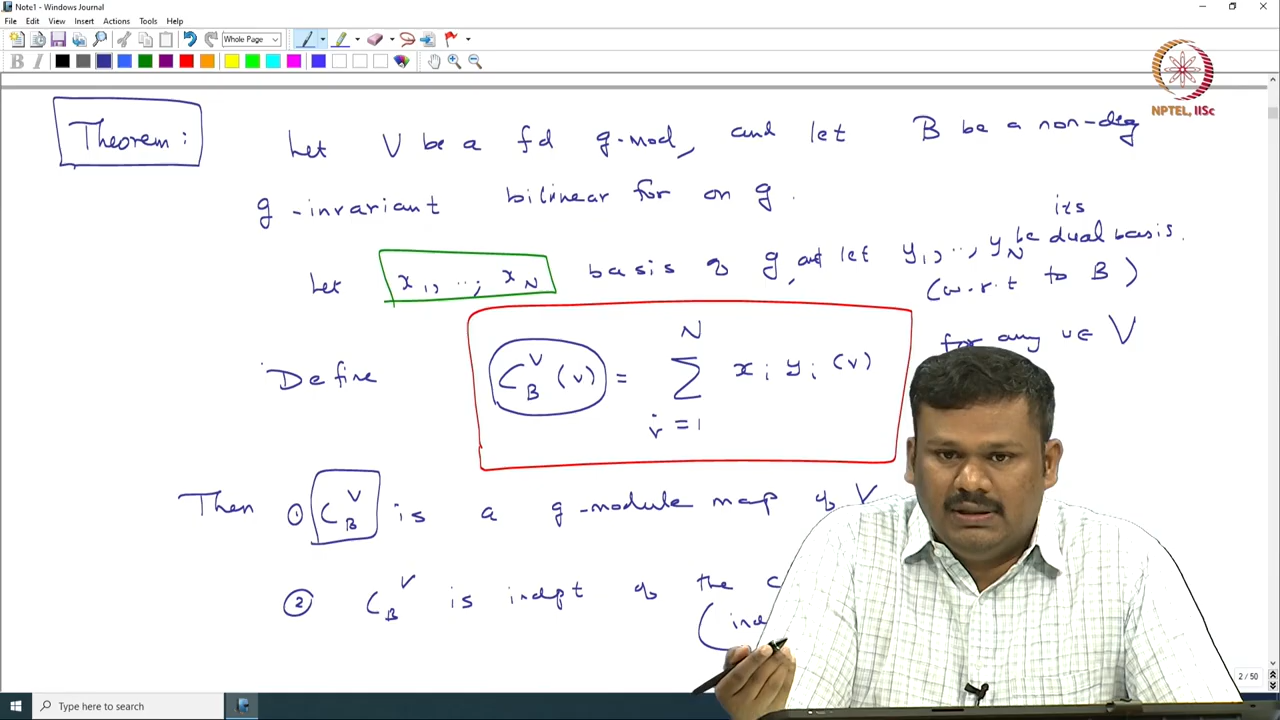 Note1 - Windows Journal
File Edit View Insert Actions Tools Help
Whole Page
B I
NPTEL, IISc
Theorem :
Let V be a fd g-mod, and let B be a non-deg
g-invariant bilinear for on g.
Let x1, ..., xN basis of g, and let y1, ..., yN be its dual basis.
(w.r.t to B)
Define C_B^V (v) = Σ_{i=1}^{N} x_i y_i (v) for any v ∈ V
Then ① C_B^V is a g-module map of V
② C_B^V is indpt of the
2 / 50
Type here to search